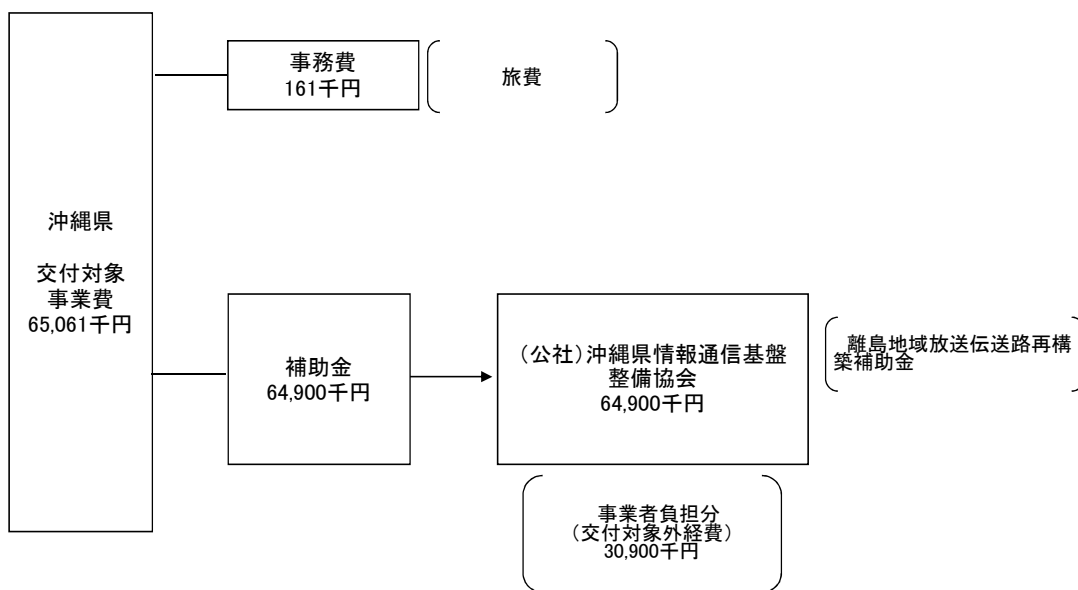 事務費
161千円
旅費
沖縄県
交付対象
事業費
65,061千円
補助金
64,900千円
（公社）沖縄県情報通信基盤
整備協会
64,900千円
離島地域放送伝送路再構
築補助金
事業者負担分
（交付対象外経費）
30,900千円